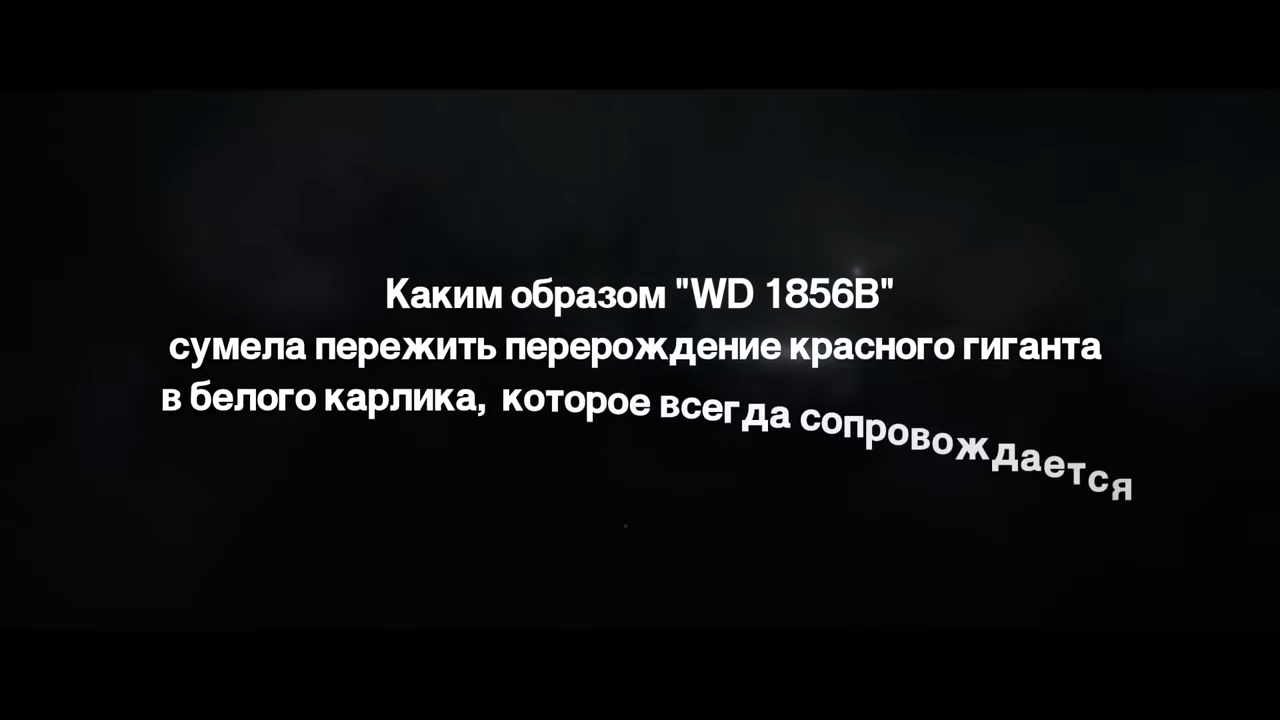 Каким образом "WD 1856B"
сумела пережить перерождение красного гиганта
в белого карлика, которое всегда сопровождается